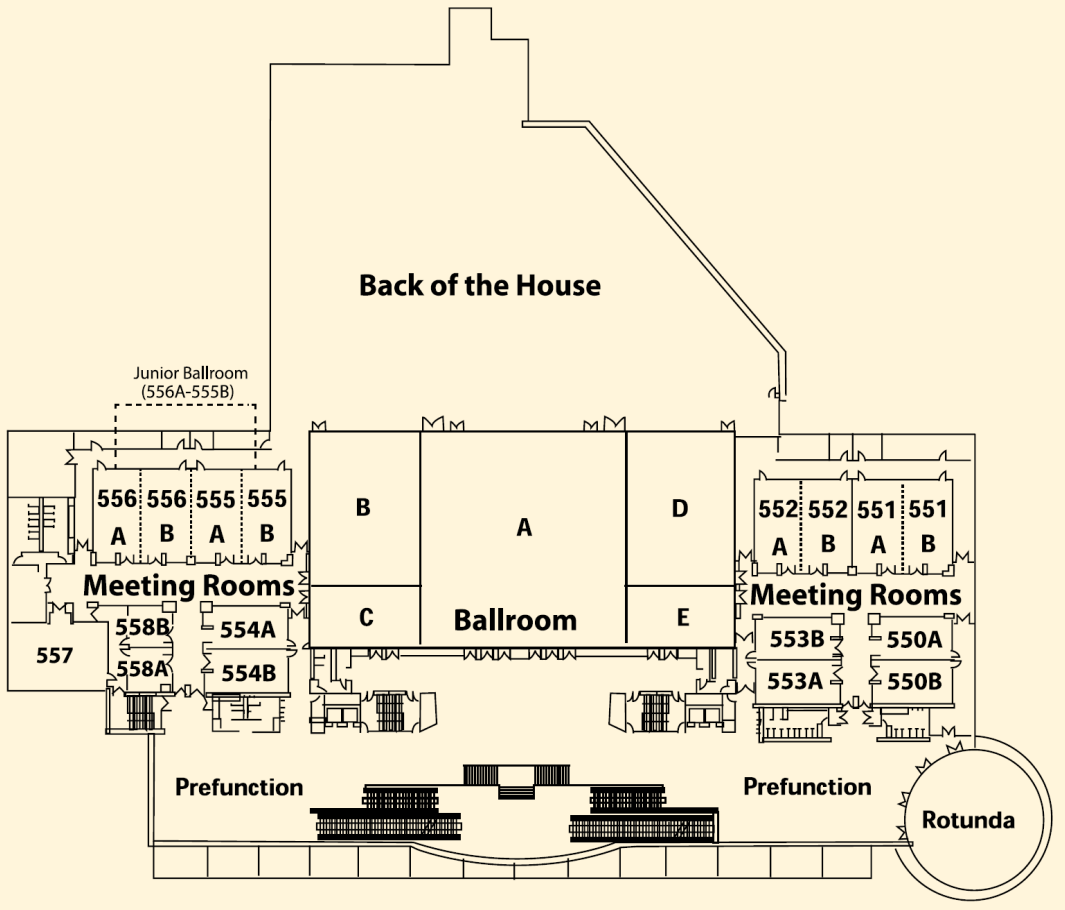 Back of the House
Junior Ballroom
(556A-555B)
556 556 555 555
A B A B
B
A
D
552 552 551 551
A B A B
Meeting Rooms
Meeting Rooms
C
Ballroom
E
558B
554A
553B
550A
557
558A
554B
553A
550B
Prefunction
Prefunction
Rotunda